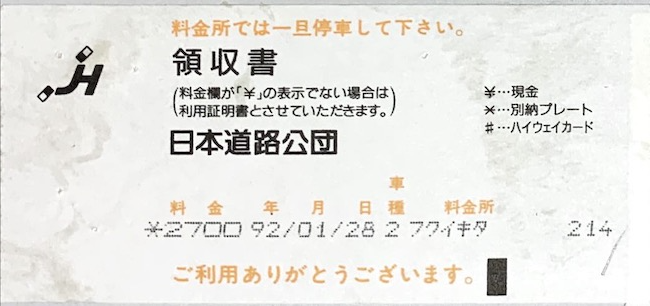 料金所では一旦停車して下さい。
JH
領収書
(料金欄が「¥」の表示でない場合は
利用証明書とさせていただきます。)
¥…現金
*…別納プレート
#…ハイウェイカード
日本道路公団
料金 年 月 日 車種 料金所
¥2700 92/01/28 2 フクイキタ 214
ご利用ありがとうございます。